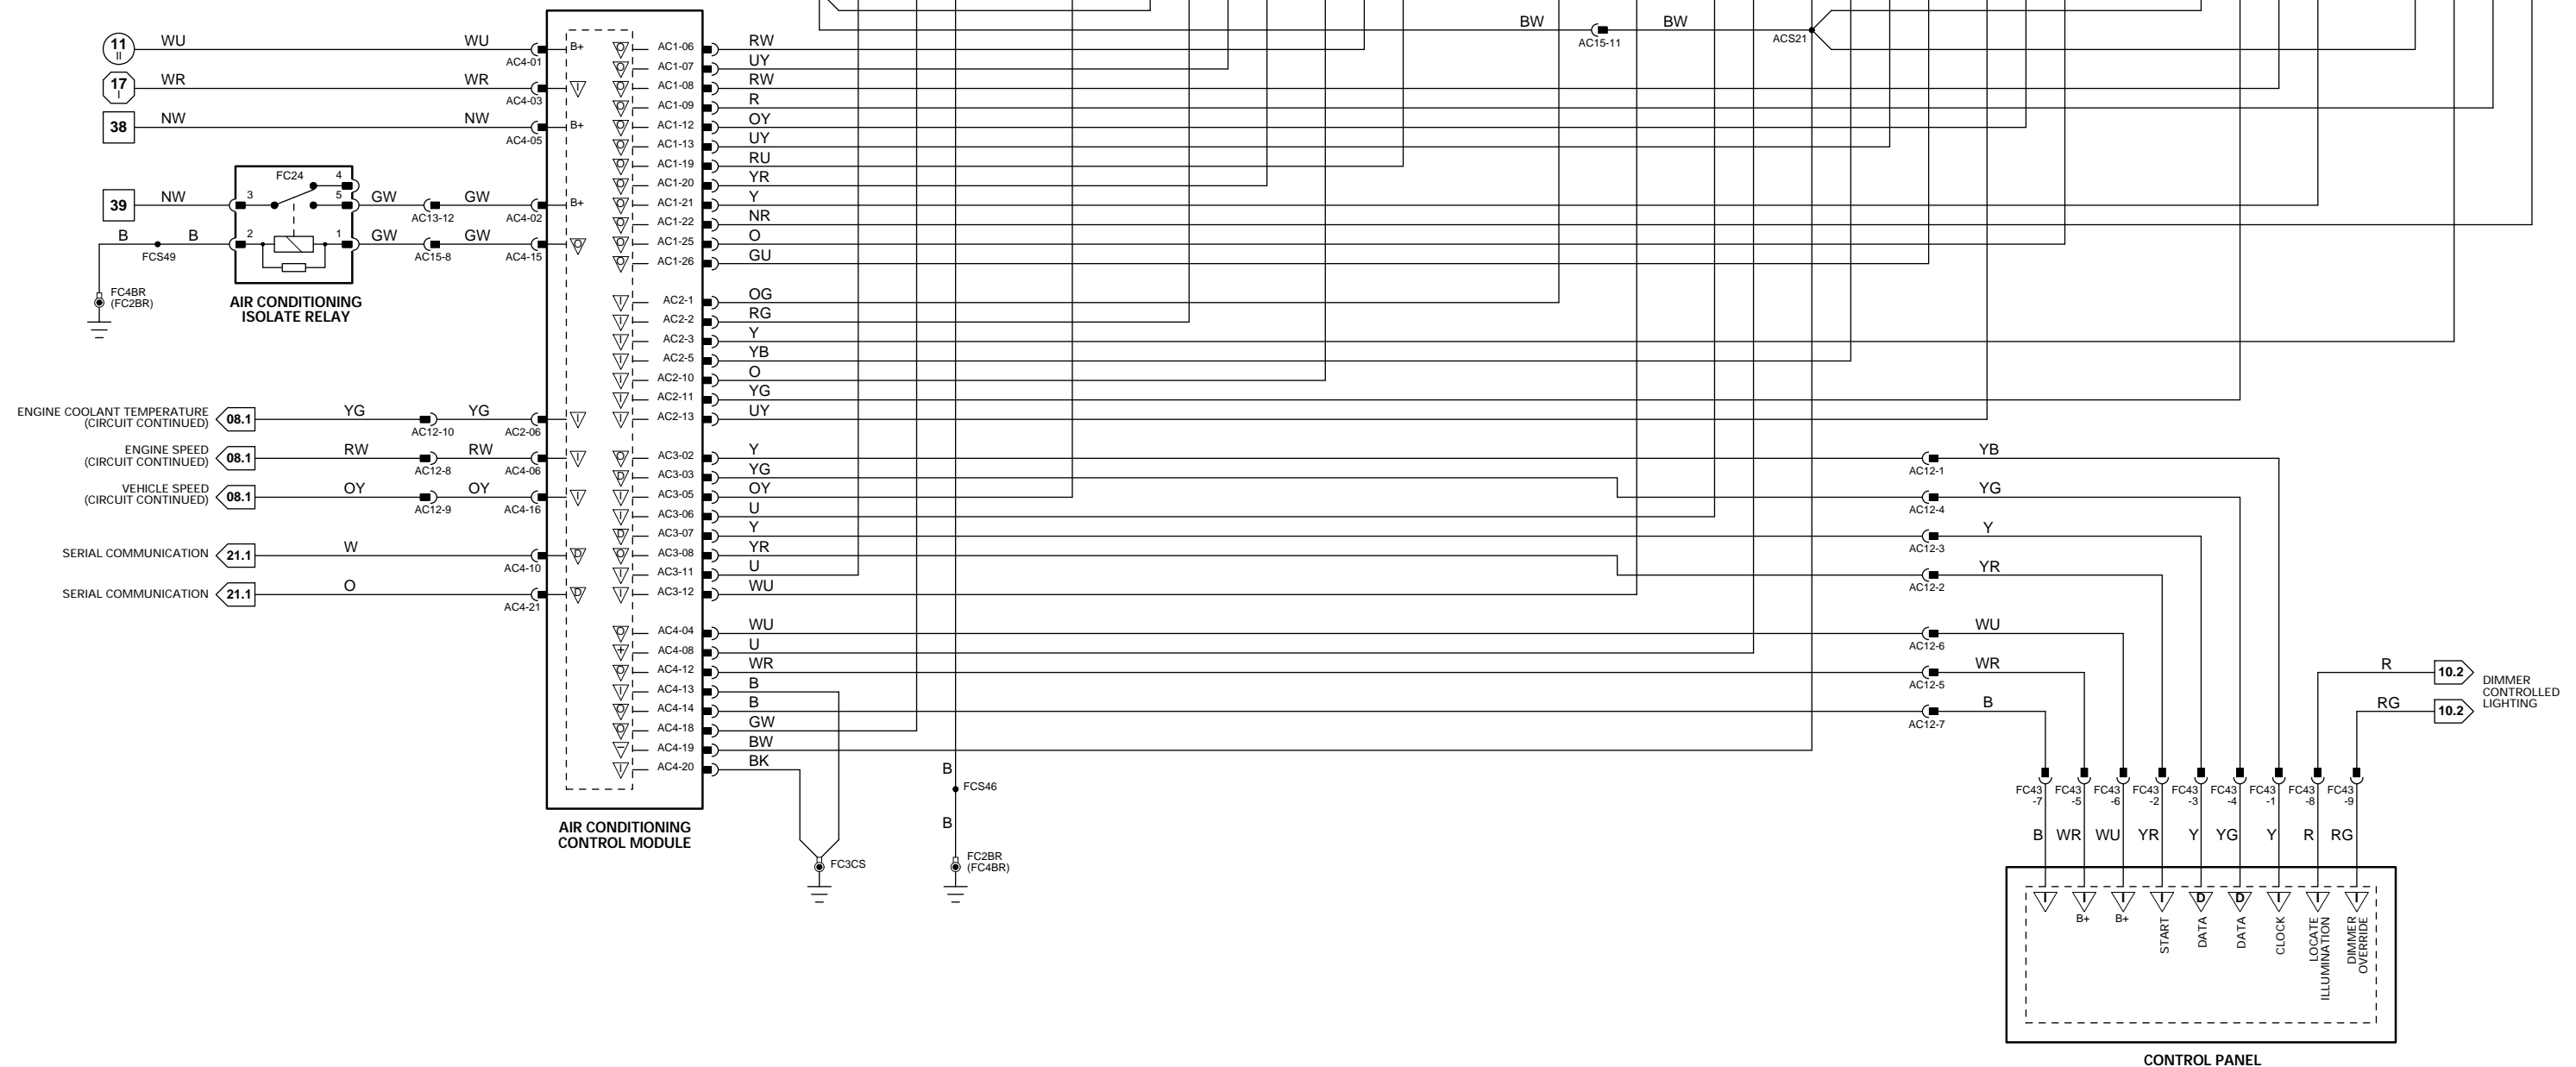 11 II WU WU AC4-01 B+
17 I WR WR AC4-03 I
38 NW NW AC4-05 B+
39 NW 3 FC24 4 5 GW AC13-12 GW AC4-02 B+
B FCS49 B 2 1 GW AC15-8 GW AC4-15 O
FC4BR
(FC2BR)
AIR CONDITIONING
ISOLATE RELAY
ENGINE COOLANT TEMPERATURE
(CIRCUIT CONTINUED)
08.1 YG AC12-10 YG AC2-06 I
ENGINE SPEED
(CIRCUIT CONTINUED)
08.1 RW AC12-8 RW AC4-06 I
VEHICLE SPEED
(CIRCUIT CONTINUED)
08.1 OY AC12-9 OY AC4-16 I
SERIAL COMMUNICATION 21.1 W AC4-10 D
SERIAL COMMUNICATION 21.1 O AC4-21 D
O AC1-06 RW
O AC1-07 UY
O AC1-08 RW
O AC1-09 R
O AC1-12 OY
O AC1-13 UY
O AC1-19 RU
O AC1-20 YR
O AC1-21 Y
O AC1-22 NR
O AC1-25 O
O AC1-26 GU
I AC2-1 OG
I AC2-2 RG
I AC2-3 Y
I AC2-5 YB
I AC2-10 O
I AC2-11 YG
I AC2-13 UY
O AC3-02 Y
D AC3-03 YG
I AC3-05 OY
I AC3-06 U
D AC3-07 Y
O AC3-08 YR
I AC3-11 U
I AC3-12 WU
O AC4-04 WU
+ AC4-08 U
O AC4-12 WR
I AC4-13 B
O AC4-14 B
O AC4-18 GW
− AC4-19 BW
I AC4-20 BK
AIR CONDITIONING
CONTROL MODULE
FC3CS
B
FCS46
B
FC2BR
(FC4BR)
BW AC15-11 BW ACS21
AC12-1 YB
AC12-4 YG
AC12-3 Y
AC12-2 YR
AC12-6 WU
AC12-5 WR
AC12-7 B
R 10.2
RG 10.2
DIMMER
CONTROLLED
LIGHTING
FC43 FC43 FC43 FC43 FC43 FC43 FC43 FC43 FC43
-7 -5 -6 -2 -3 -4 -1 -8 -9
B WR WU YR Y YG Y R RG
I I I I D D I I I
B+ B+
START
DATA
DATA
CLOCK
LOCATE
ILLUMINATION
DIMMER
OVERRIDE
CONTROL PANEL